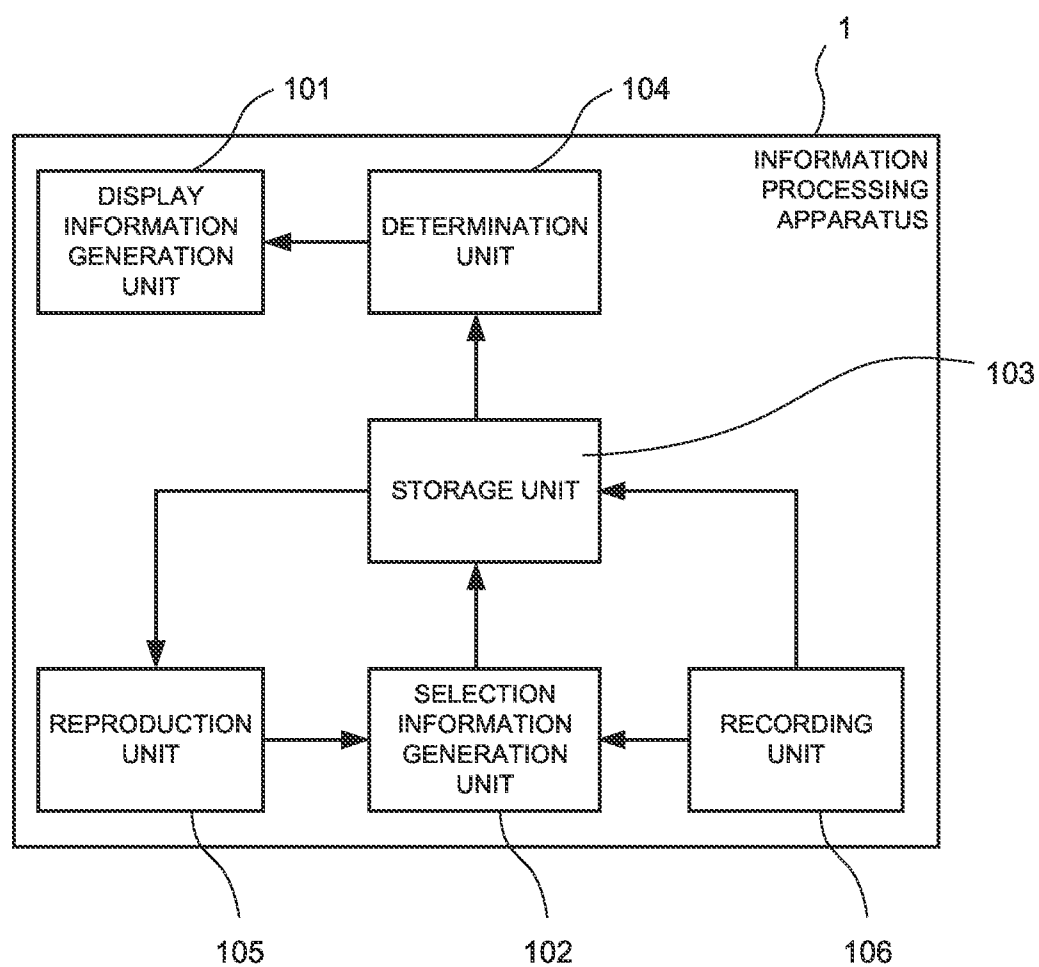 1
101
104
INFORMATION
PROCESSING
APPARATUS
DISPLAY
INFORMATION
GENERATION
UNIT
DETERMINATION
UNIT
103
STORAGE UNIT
REPRODUCTION
UNIT
SELECTION
INFORMATION
GENERATION
UNIT
RECORDING
UNIT
105
102
106